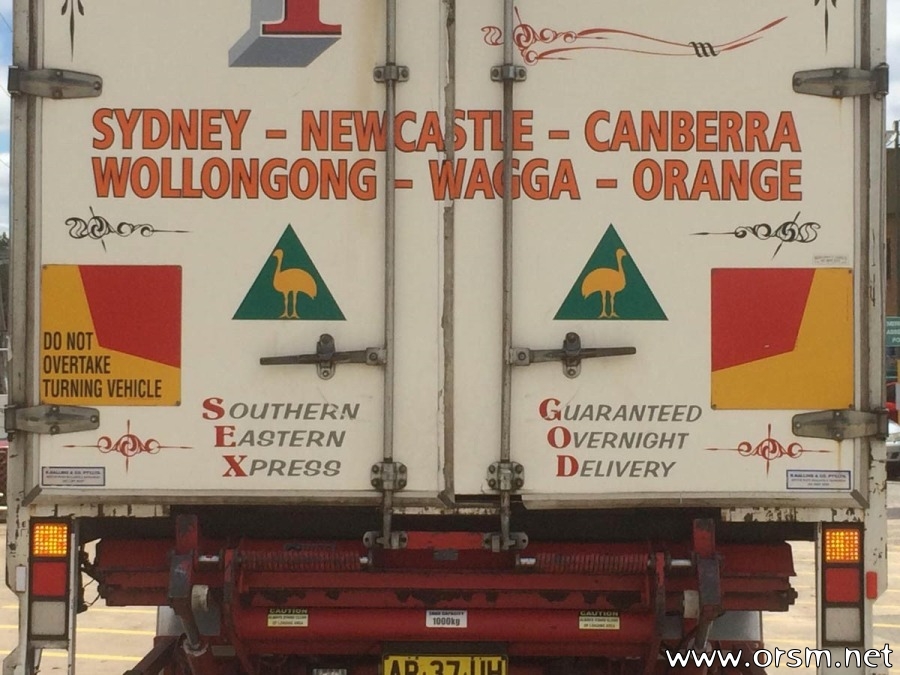 SYDNEY - NEWCASTLE - CANBERRA
WOLLONGONG - WAGGA - ORANGE
DO NOT
OVERTAKE
TURNING VEHICLE
SOUTHERN
EASTERN
XPRESS
GUARANTEED
OVERNIGHT
DELIVERY
CAUTION
1000kg
CAUTION
www.orsm.net